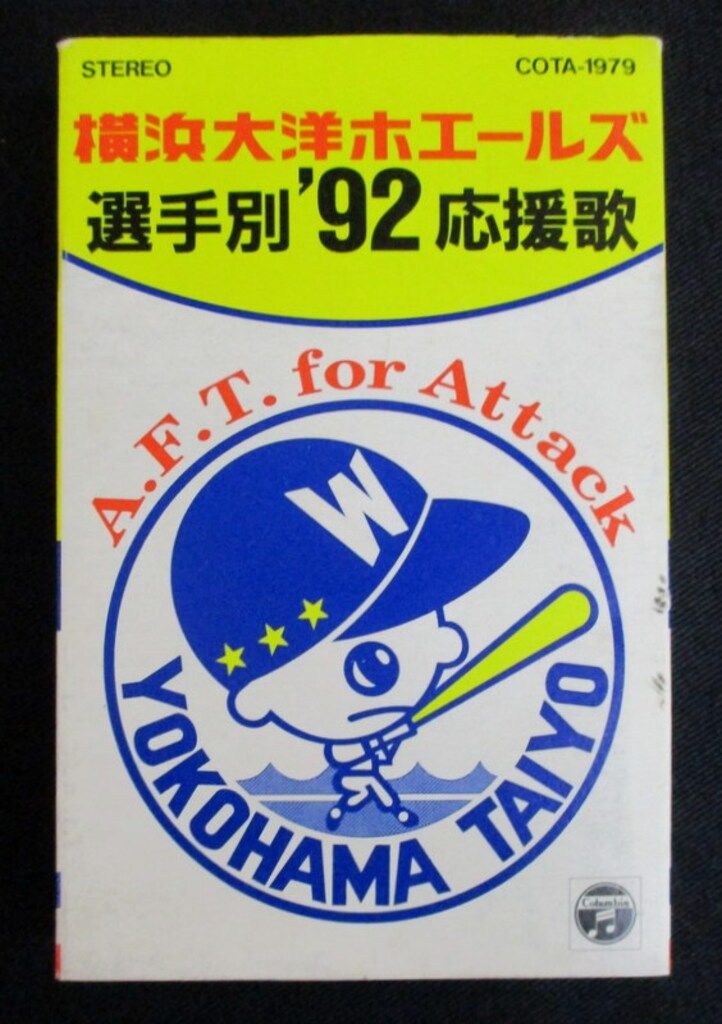 STEREO
COTA-1979
横浜大洋ホエールズ
選手別'92応援歌
A.F.T. for Attack
W
YOKOHAMA TAIYO
Columbia